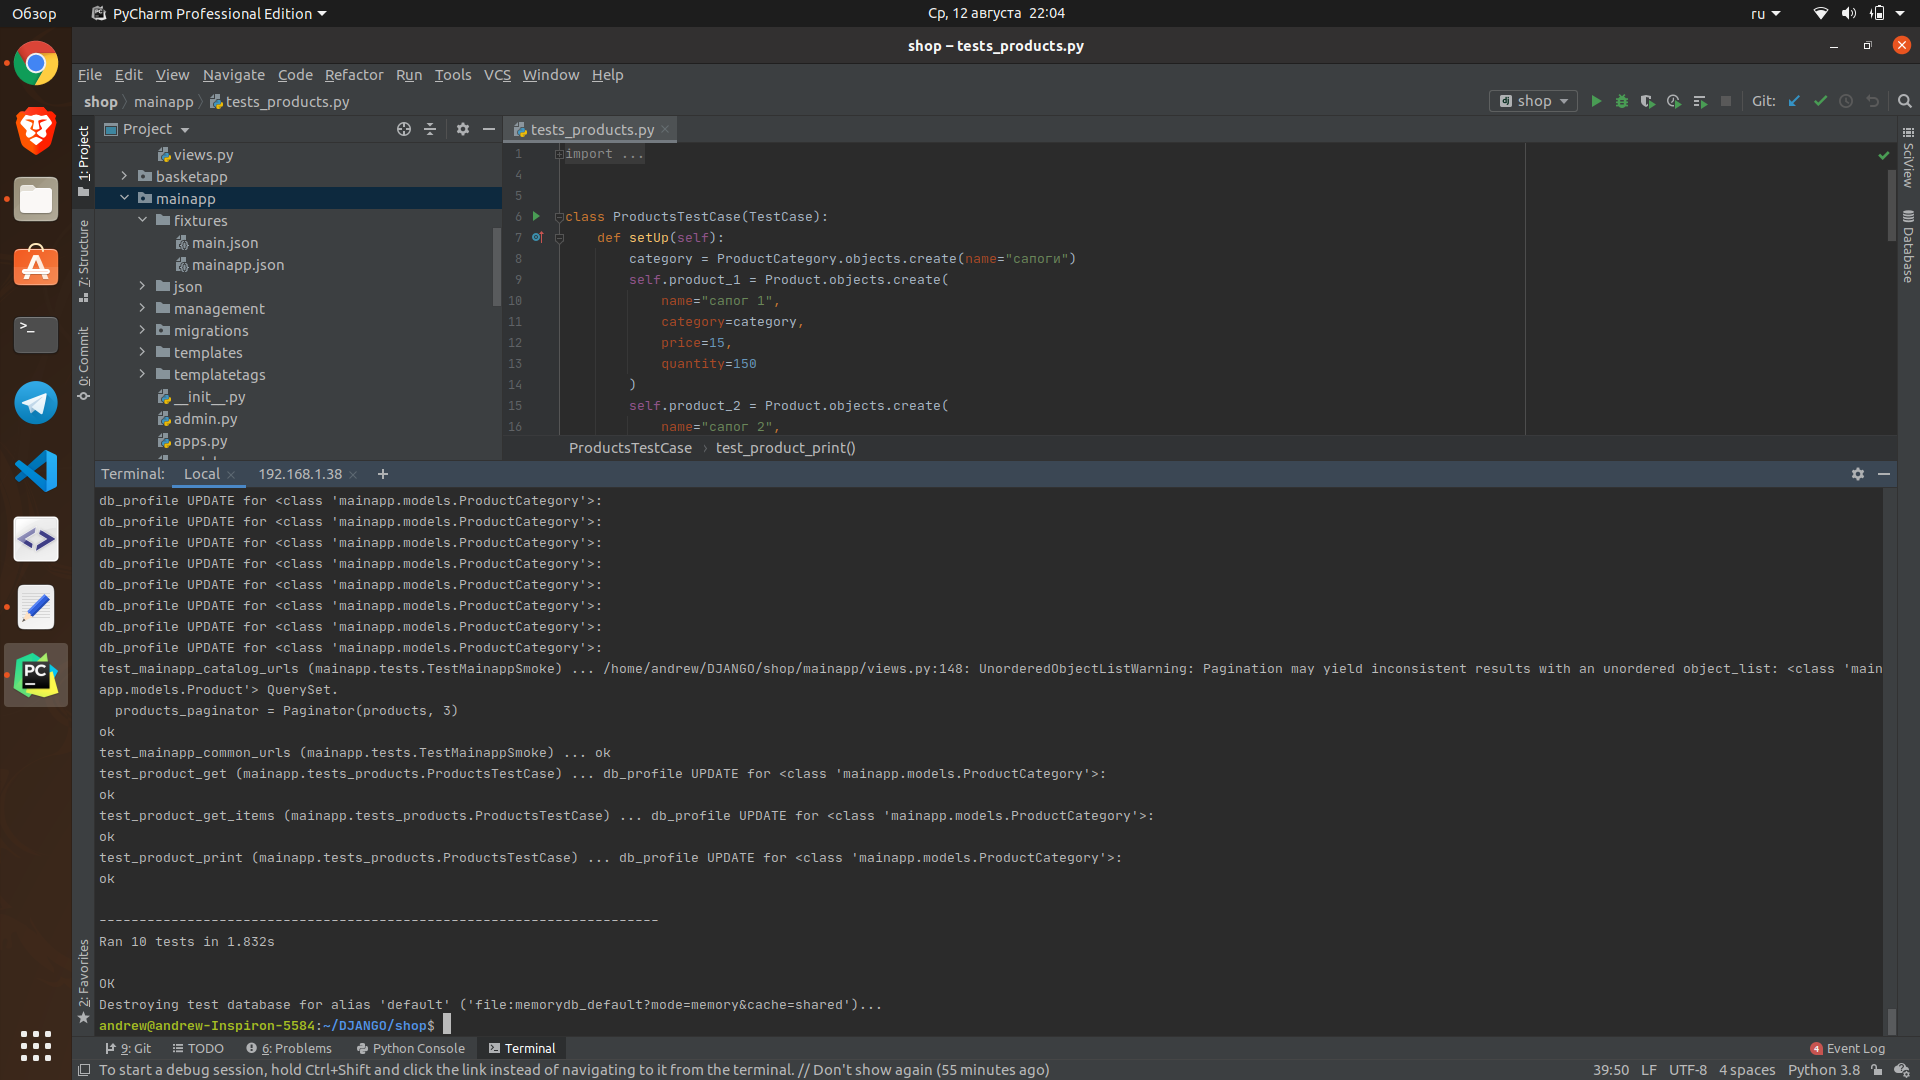 Обзор
PyCharm Professional Edition
Ср, 12 августа 22:04
ru
shop – tests_products.py
File Edit View Navigate Code Refactor Run Tools VCS Window Help
shop mainapp tests_products.py
shop
Git:
Project
tests_products.py
1: Project
7: Structure
0: Commit
2: Favorites
SciView
Database
views.py
basketapp
mainapp
fixtures
main.json
mainapp.json
json
management
migrations
templates
templatetags
__init__.py
admin.py
apps.py
1 import ...
4
5
6 class ProductsTestCase(TestCase):
7 def setUp(self):
8 category = ProductCategory.objects.create(name="сапоги")
9 self.product_1 = Product.objects.create(
10 name="сапог 1",
11 category=category,
12 price=15,
13 quantity=150
14 )
15 self.product_2 = Product.objects.create(
16 name="сапог 2",
ProductsTestCase › test_product_print()
Terminal: Local 192.168.1.38 +
db_profile UPDATE for <class 'mainapp.models.ProductCategory'>:
db_profile UPDATE for <class 'mainapp.models.ProductCategory'>:
db_profile UPDATE for <class 'mainapp.models.ProductCategory'>:
db_profile UPDATE for <class 'mainapp.models.ProductCategory'>:
db_profile UPDATE for <class 'mainapp.models.ProductCategory'>:
db_profile UPDATE for <class 'mainapp.models.ProductCategory'>:
db_profile UPDATE for <class 'mainapp.models.ProductCategory'>:
db_profile UPDATE for <class 'mainapp.models.ProductCategory'>:
test_mainapp_catalog_urls (mainapp.tests.TestMainappSmoke) ... /home/andrew/DJANGO/shop/mainapp/views.py:148: UnorderedObjectListWarning: Pagination may yield inconsistent results with an unordered object_list: <class 'main
app.models.Product'> QuerySet.
products_paginator = Paginator(products, 3)
ok
test_mainapp_common_urls (mainapp.tests.TestMainappSmoke) ... ok
test_product_get (mainapp.tests_products.ProductsTestCase) ... db_profile UPDATE for <class 'mainapp.models.ProductCategory'>:
ok
test_product_get_items (mainapp.tests_products.ProductsTestCase) ... db_profile UPDATE for <class 'mainapp.models.ProductCategory'>:
ok
test_product_print (mainapp.tests_products.ProductsTestCase) ... db_profile UPDATE for <class 'mainapp.models.ProductCategory'>:
ok
----------------------------------------------------------------------
Ran 10 tests in 1.832s
OK
Destroying test database for alias 'default' ('file:memorydb_default?mode=memory&cache=shared')...
andrew@andrew-Inspiron-5584:~/DJANGO/shop$
9: Git TODO 6: Problems Python Console Terminal
4 Event Log
To start a debug session, hold Ctrl+Shift and click the link instead of navigating to it from the terminal. // Don't show again (55 minutes ago)
39:50 LF UTF-8 4 spaces Python 3.8